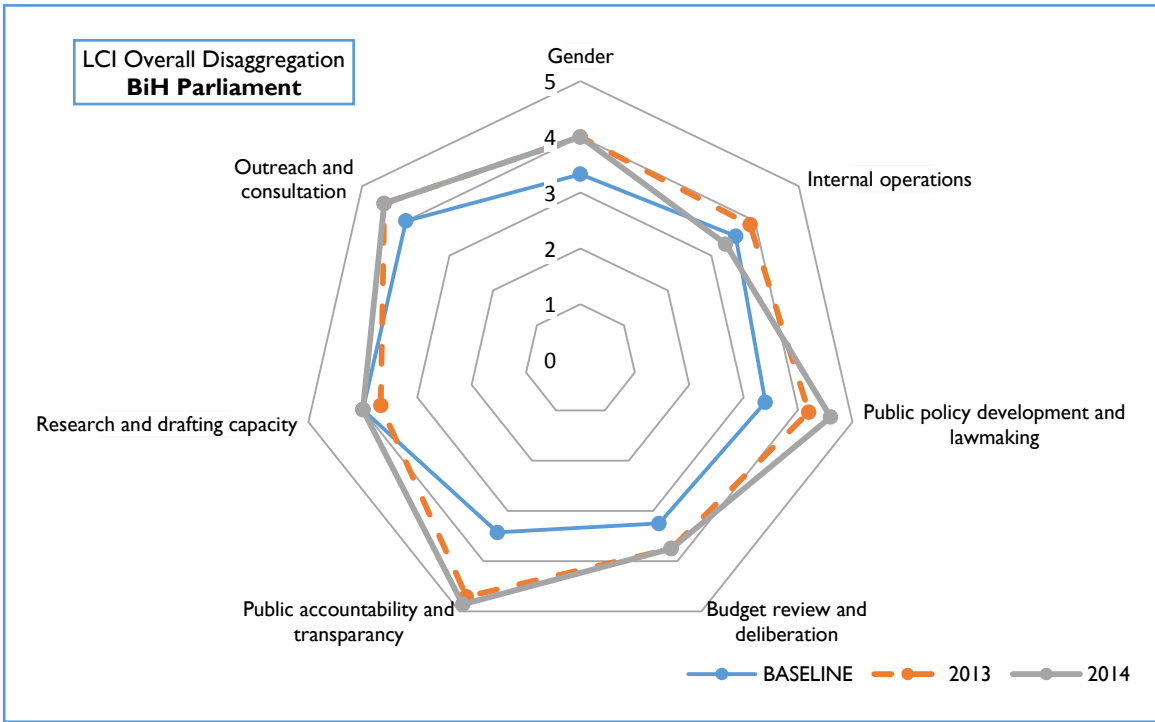 LCI Overall Disaggregation
BiH Parliament
Gender
5
4
3
2
1
0
Outreach and
consultation
Internal operations
Research and drafting capacity
Public policy development and
lawmaking
Public accountability and
transparancy
Budget review and
deliberation
BASELINE 2013 2014